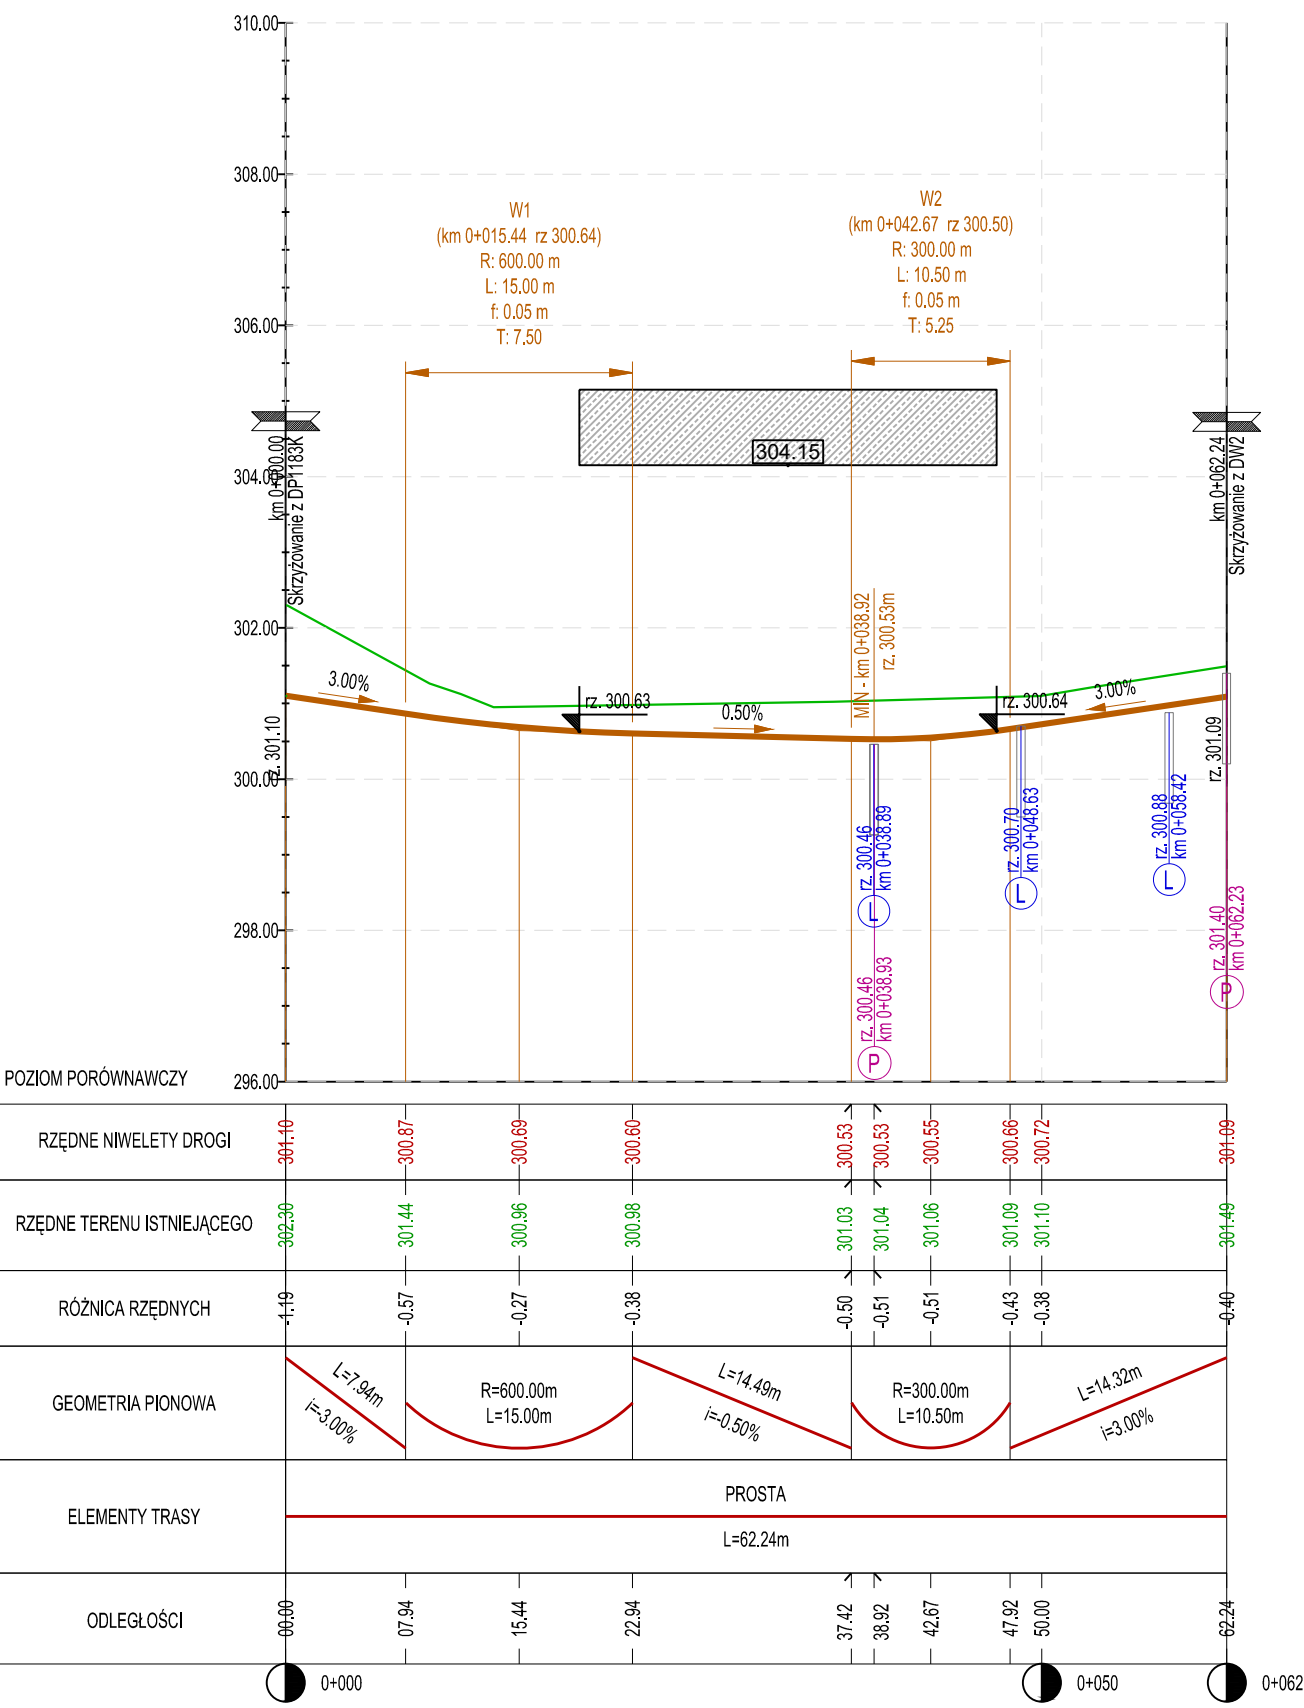 310.00
308.00
306.00
304.00
302.00
300.00
298.00
296.00
W1
(km 0+015.44 rz 300.64)
R: 600.00 m
L: 15.00 m
f: 0.05 m
T: 7.50
W2
(km 0+042.67 rz 300.50)
R: 300.00 m
L: 10.50 m
f: 0.05 m
T: 5.25
304.15
km 0+000.00
Skrzyżowanie z DP1183K
km 0+062.24
Skrzyżowanie z DW2
MIN - km 0+038.92
rz. 300.53m
3.00%
rz. 300.63
0.50%
rz. 300.64
3.00%
rz. 301.10
rz. 301.09
rz. 300.46
km 0+038.89
L
rz. 300.70
km 0+048.63
L
rz. 300.88
km 0+058.42
L
rz. 300.46
km 0+038.93
P
rz. 301.40
km 0+062.23
P
POZIOM PORÓWNAWCZY
RZĘDNE NIWELETY DROGI
301.10 300.87 300.69 300.60 300.53 300.53 300.55 300.66 300.72 301.09
RZĘDNE TERENU ISTNIEJĄCEGO
302.30 301.44 300.96 300.98 301.03 301.04 301.06 301.09 301.10 301.49
RÓŻNICA RZĘDNYCH
-1.19 -0.57 -0.27 -0.38 -0.50 -0.51 -0.51 -0.43 -0.38 -0.40
GEOMETRIA PIONOWA
L=7.94m
i=-3.00%
R=600.00m
L=15.00m
L=14.49m
i=-0.50%
R=300.00m
L=10.50m
L=14.32m
i=3.00%
ELEMENTY TRASY
PROSTA
L=62.24m
ODLEGŁOŚCI
00.00 07.94 15.44 22.94 37.42 38.92 42.67 47.92 50.00 62.24
0+000
0+050
0+062